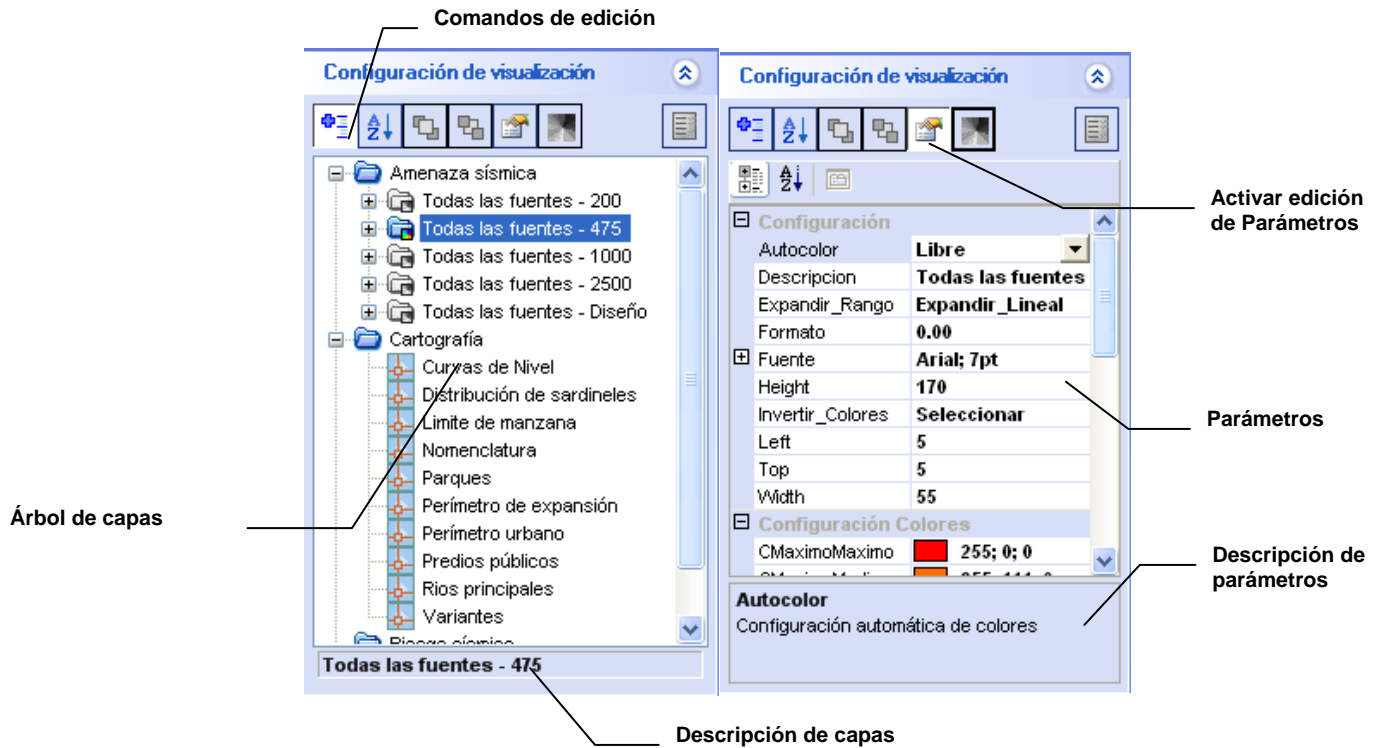 Comandos de edición
Configuración de visualización
Amenaza sísmica
Todas las fuentes - 200
Todas las fuentes - 475
Todas las fuentes - 1000
Todas las fuentes - 2500
Todas las fuentes - Diseño
Cartografía
Curvas de Nivel
Distribución de sardineles
Limite de manzana
Nomenclatura
Parques
Perímetro de expansión
Perímetro urbano
Predios públicos
Rios principales
Variantes
Todas las fuentes - 475
Árbol de capas
Descripción de capas
Configuración de visualización
Configuración
Autocolor Libre
Descripcion Todas las fuentes
Expandir_Rango Expandir_Lineal
Formato 0.00
Fuente Arial; 7pt
Height 170
Invertir_Colores Seleccionar
Left 5
Top 5
Width 55
Configuración Colores
CMaximoMaximo 255; 0; 0
Autocolor
Configuración automática de colores
Activar edición
de Parámetros
Parámetros
Descripción de
parámetros